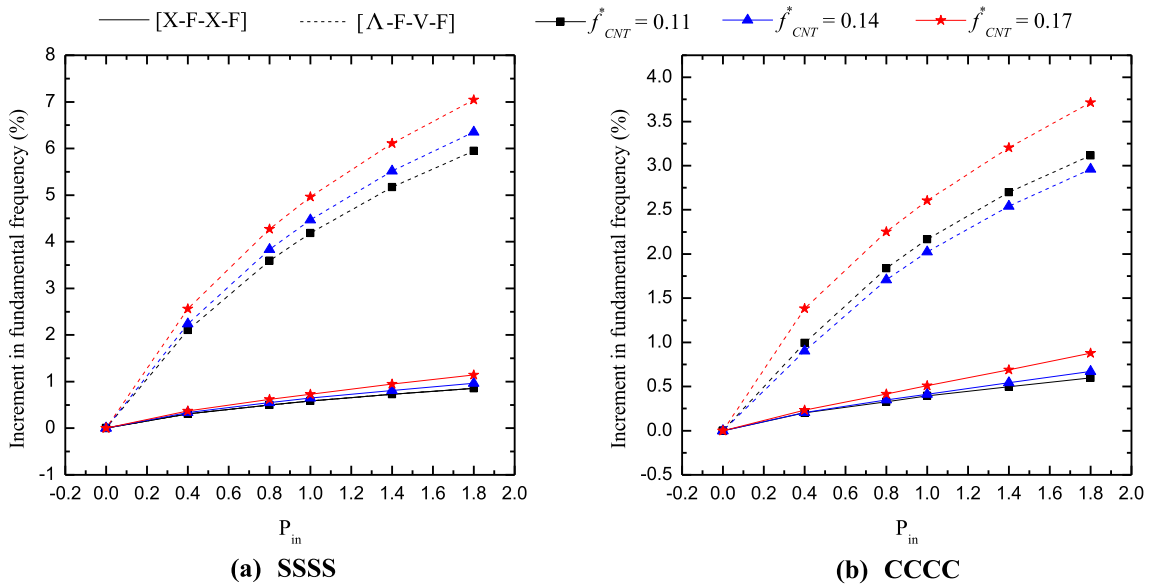 [X-F-X-F] [Λ-F-V-F] f*CNT = 0.11 f*CNT = 0.14 f*CNT = 0.17
Increment in fundamental frequency (%)
8
7
6
5
4
3
2
1
0
-1
-0.2 0.0 0.2 0.4 0.6 0.8 1.0 1.2 1.4 1.6 1.8 2.0
Pin
(a) SSSS
Increment in fundamental frequency (%)
4.0
3.5
3.0
2.5
2.0
1.5
1.0
0.5
0.0
-0.5
-0.2 0.0 0.2 0.4 0.6 0.8 1.0 1.2 1.4 1.6 1.8 2.0
Pin
(b) CCCC